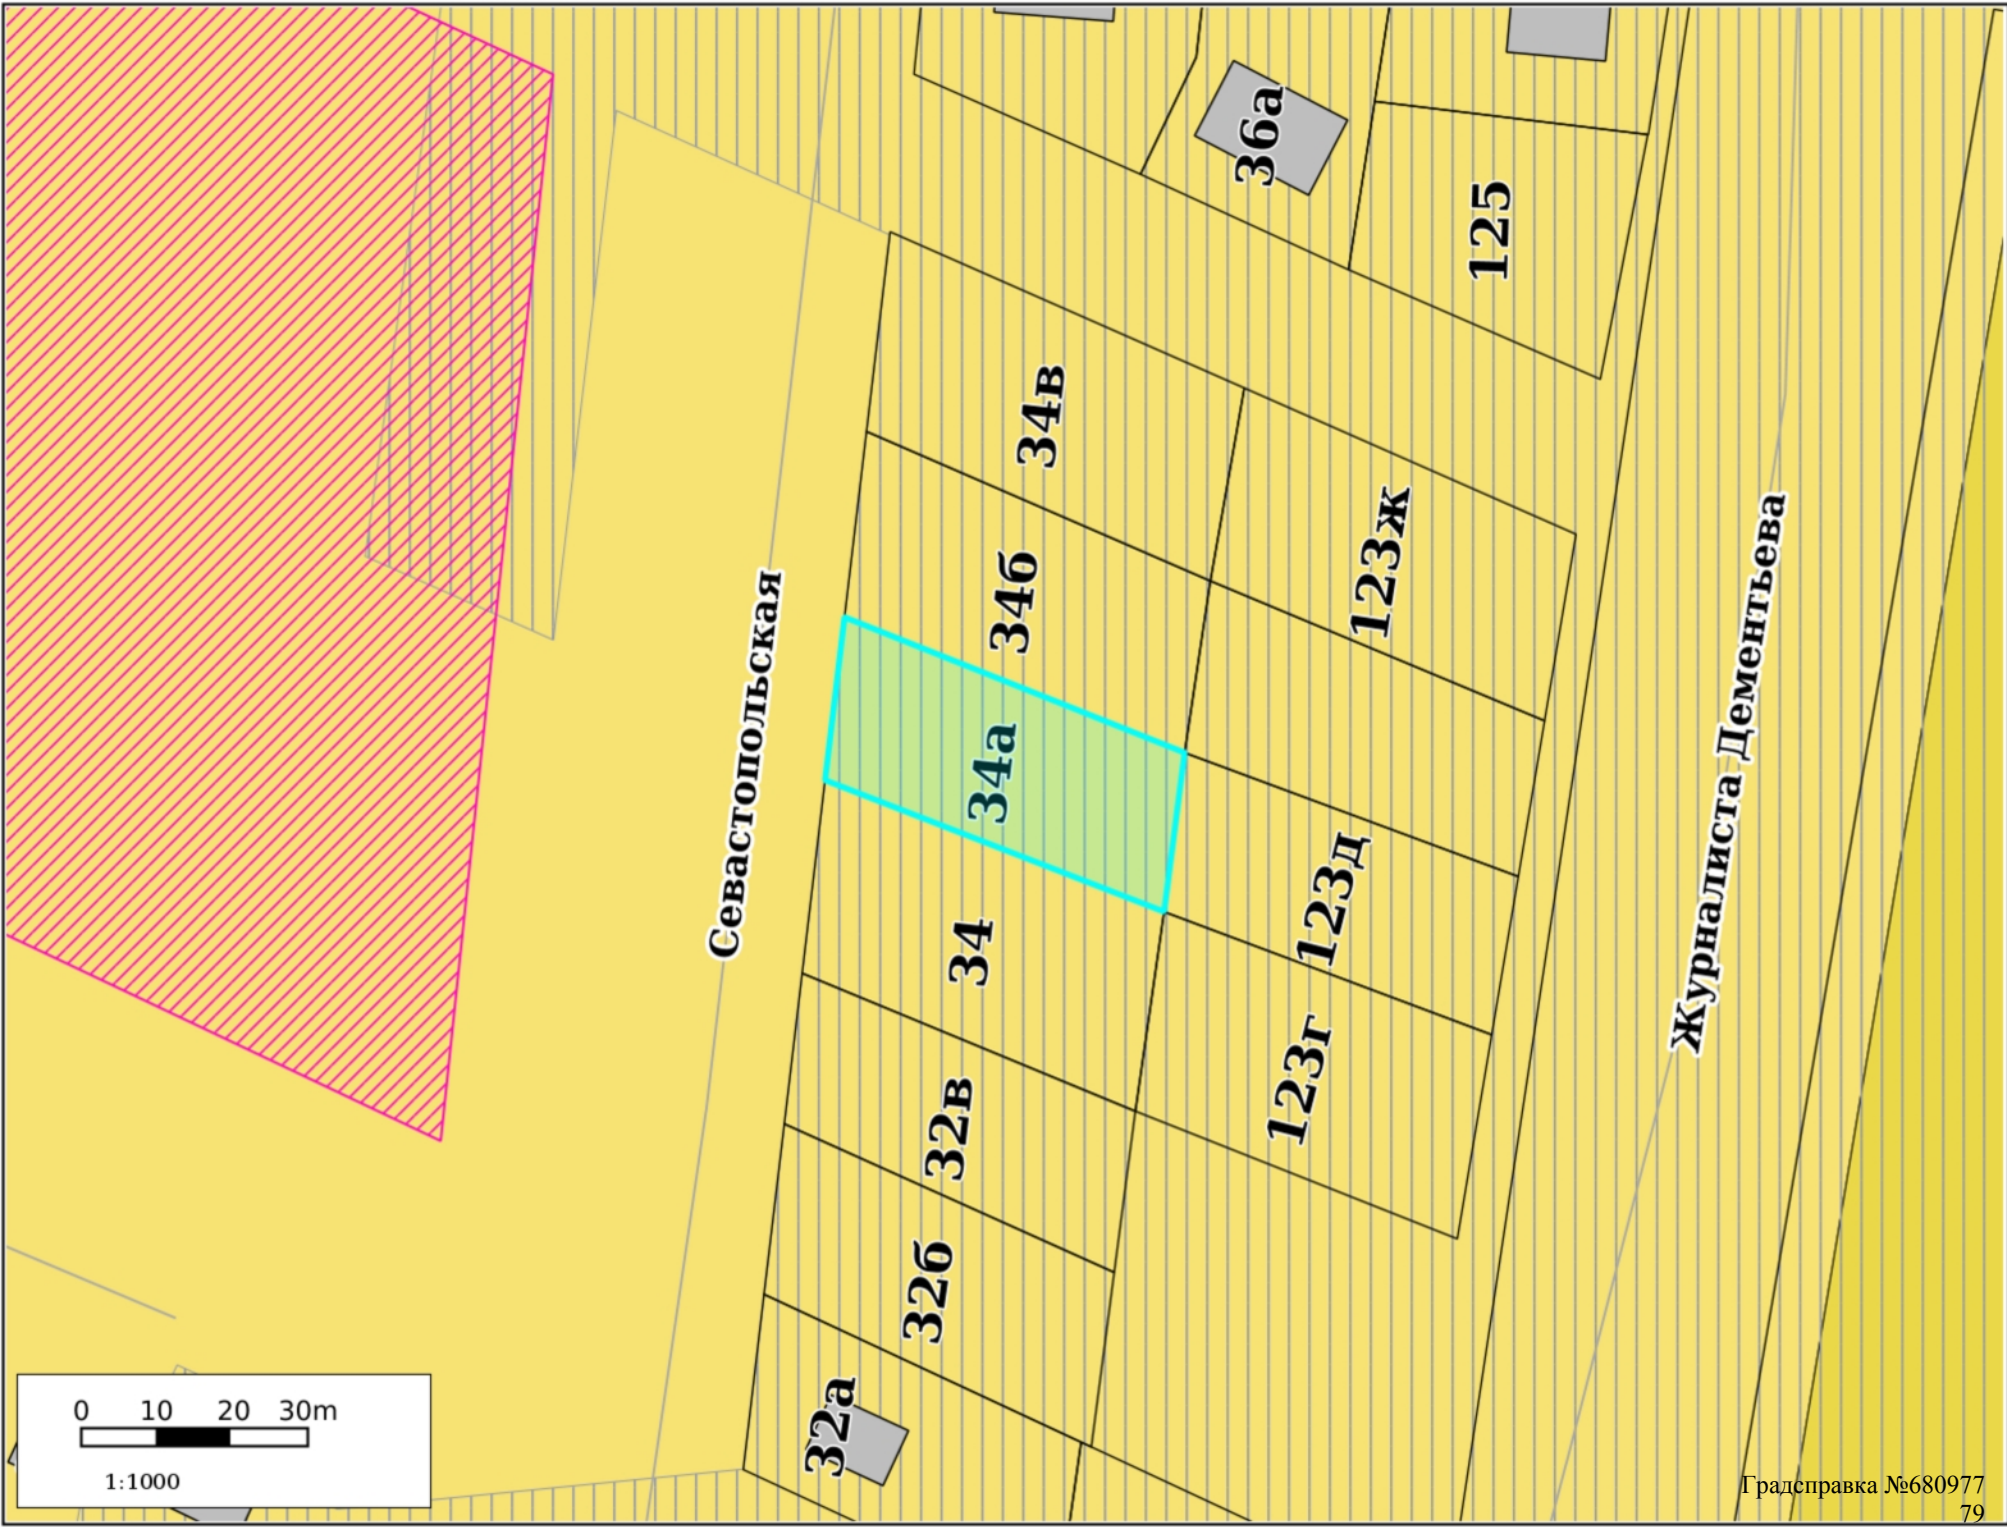 36а
125
34в
123ж
34б
Севастопольская
34а
Журналиста Дементьева
123д
34
123г
32в
32б
32а
0 10 20 30m
1:1000
Градсправка №680977
79